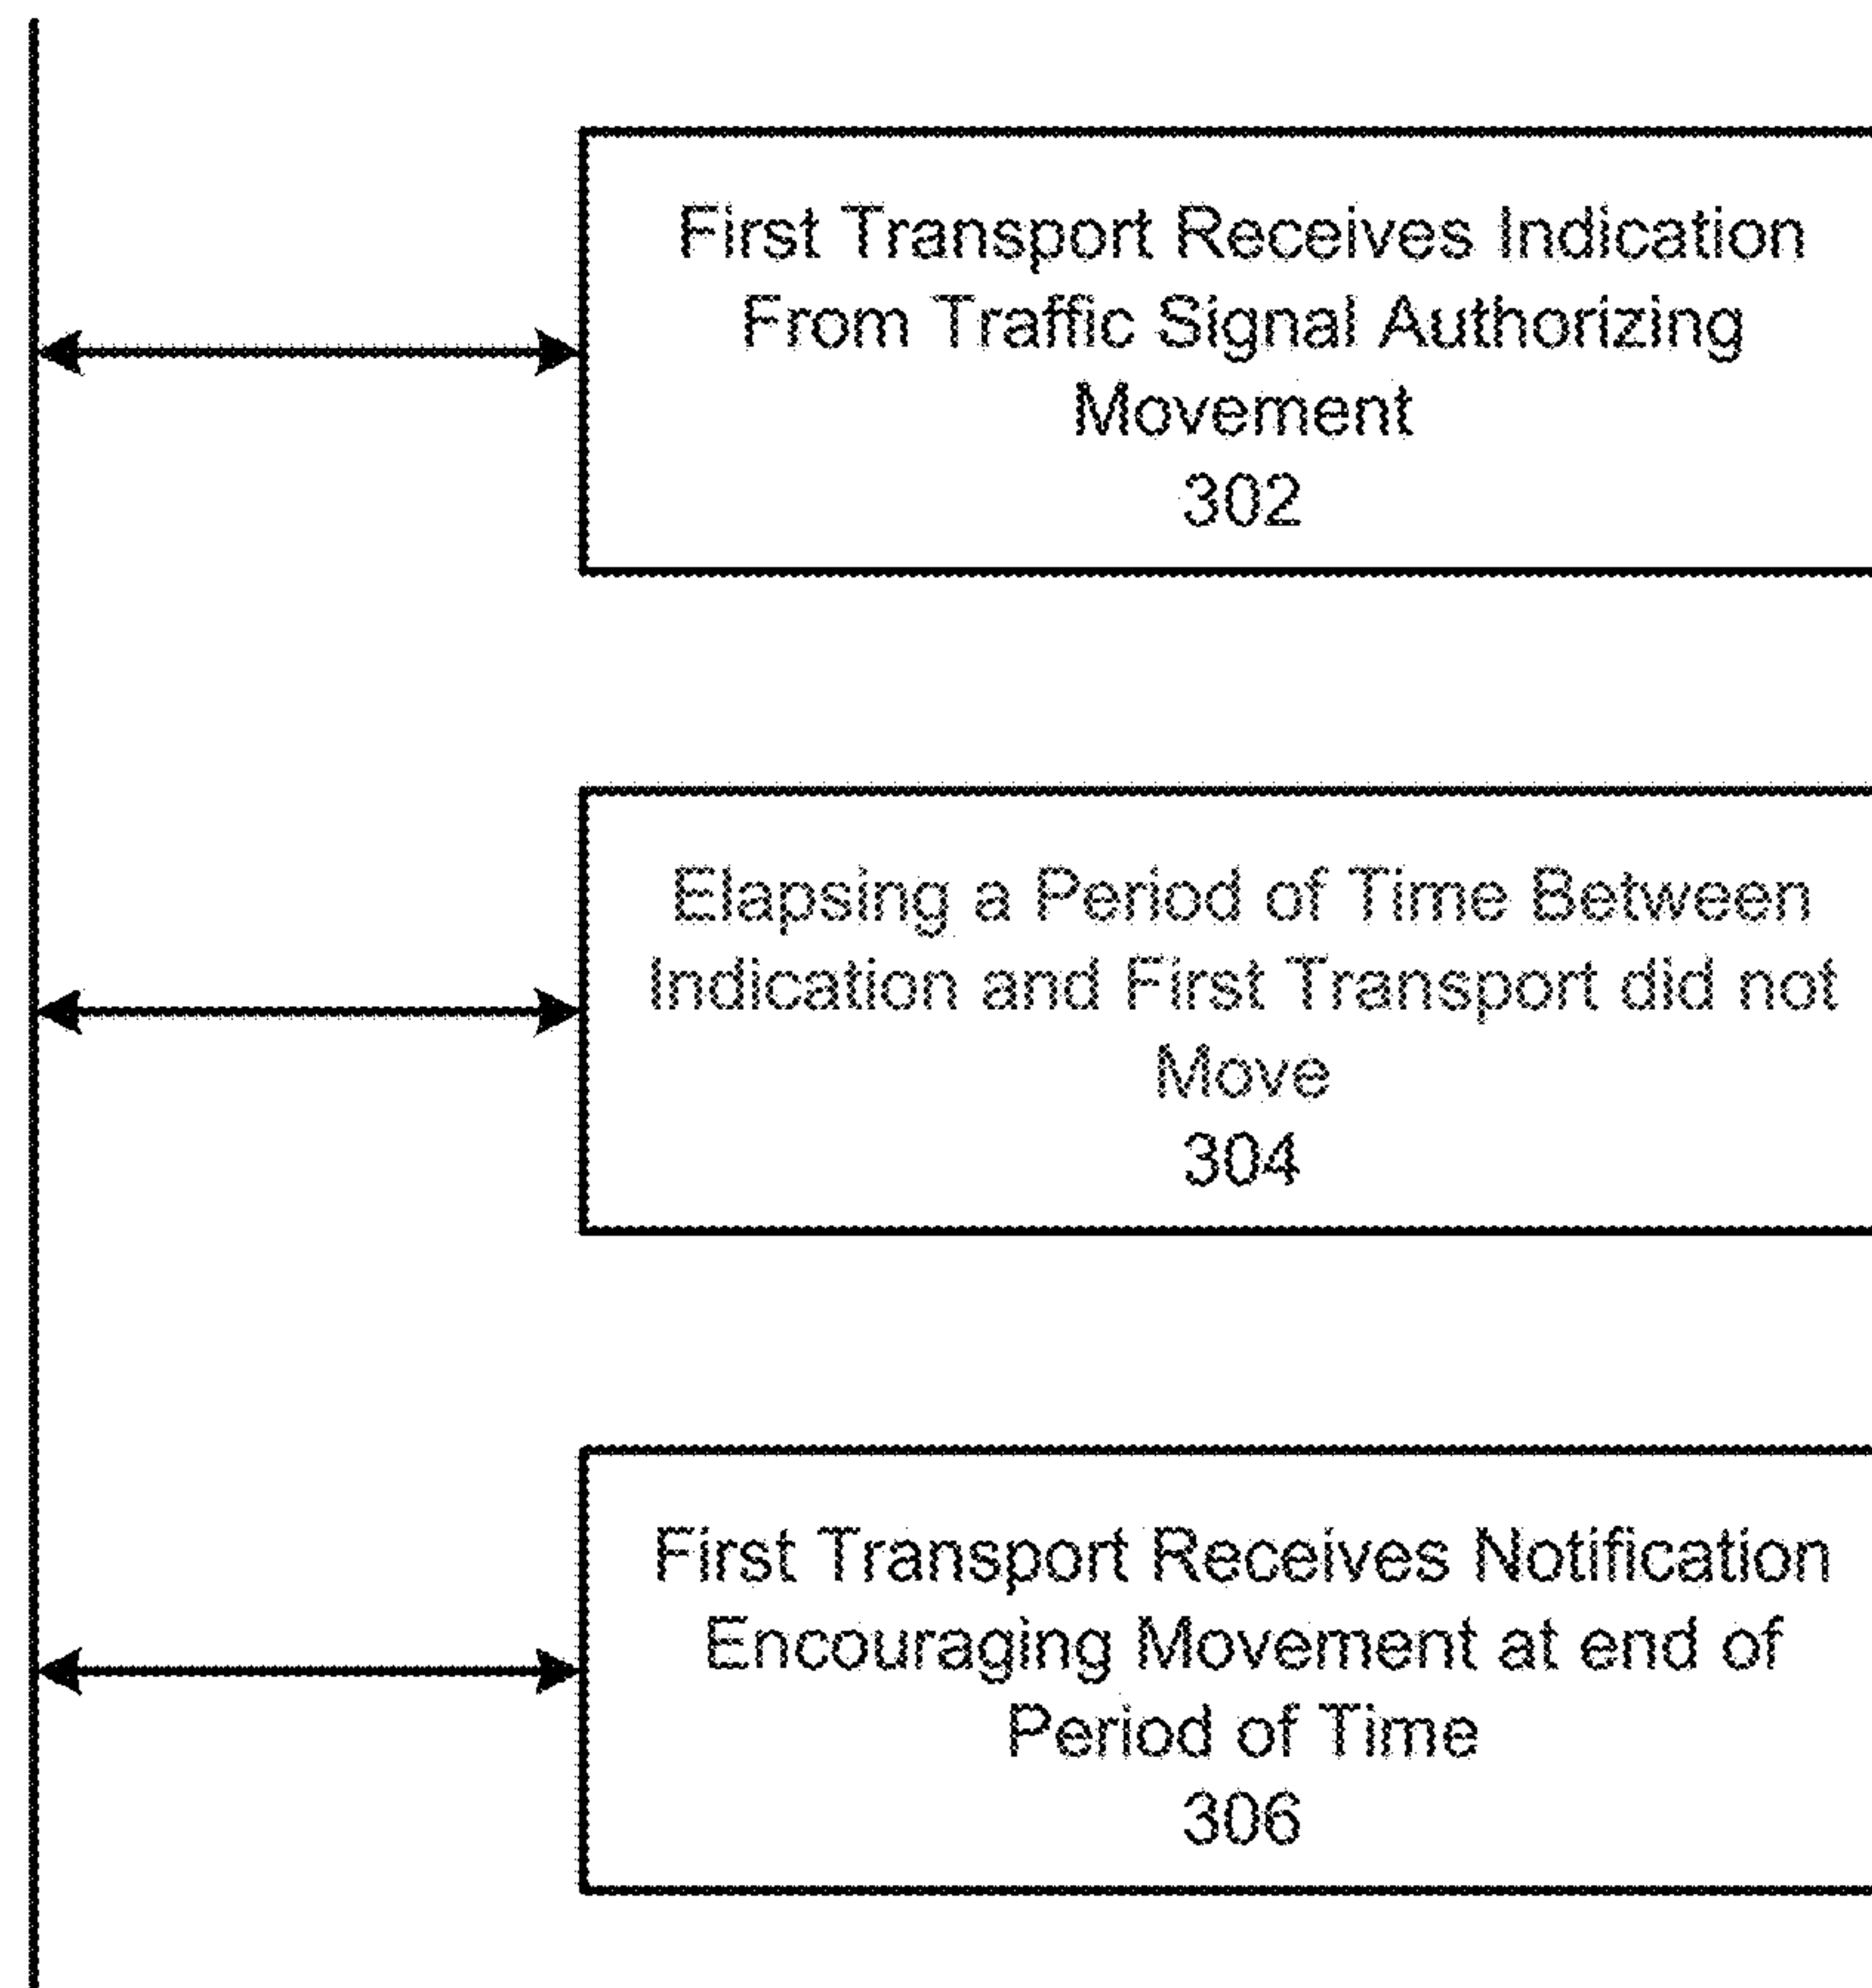 First Transport Receives Indication
From Traffic Signal Authorizing
Movement
302
Elapsing a Period of Time Between
Indication and First Transport did not
Move
304
First Transport Receives Notification
Encouraging Movement at end of
Period of Time
306